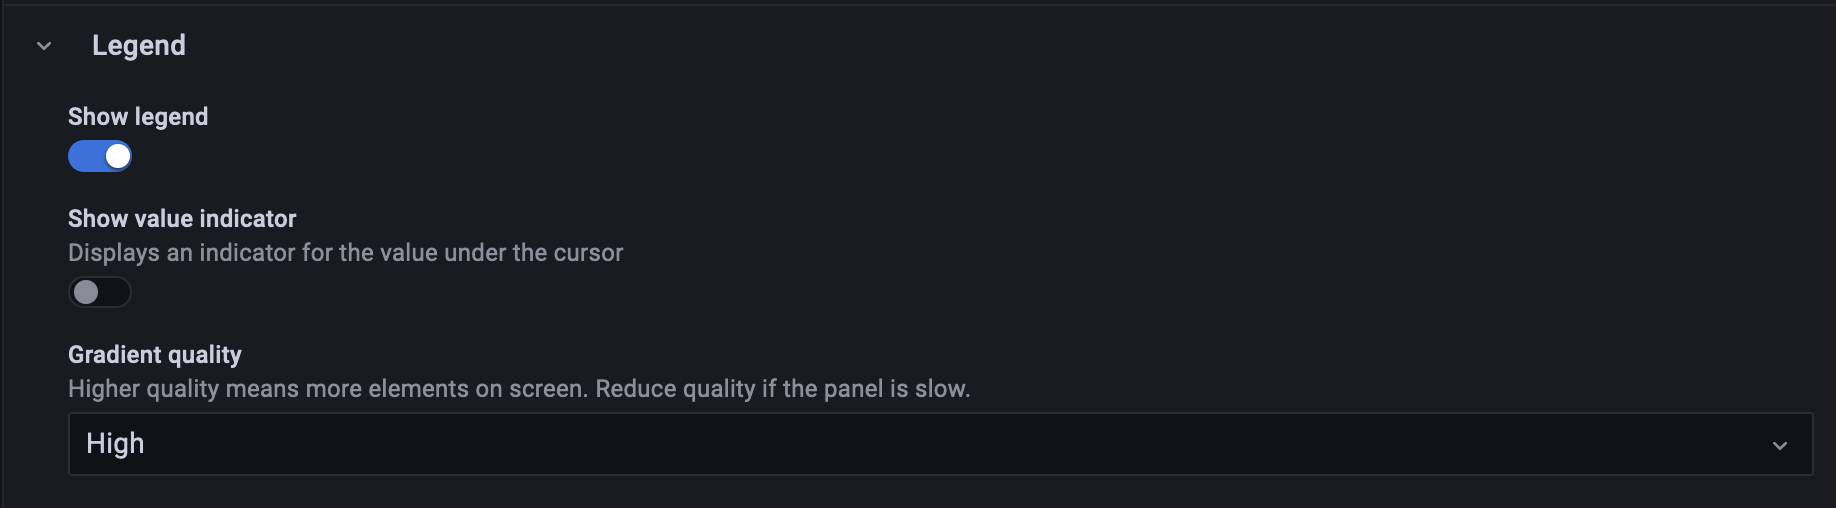 Legend
Show legend
Show value indicator
Displays an indicator for the value under the cursor
Gradient quality
Higher quality means more elements on screen. Reduce quality if the panel is slow.
High